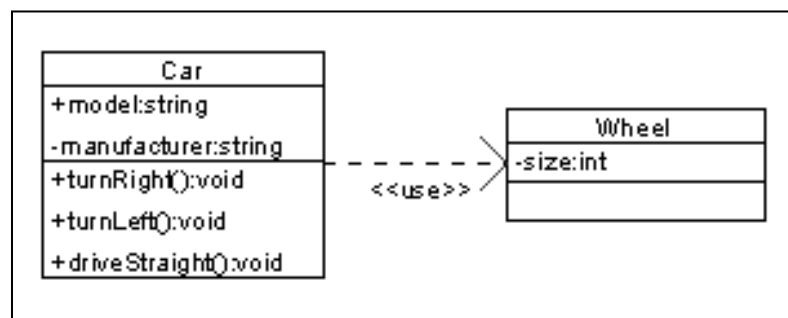 Car
+model:string
-manufacturer:string
+turnRight():void
+turnLeft():void
+driveStraight():void
<<use>>
Wheel
-size:int